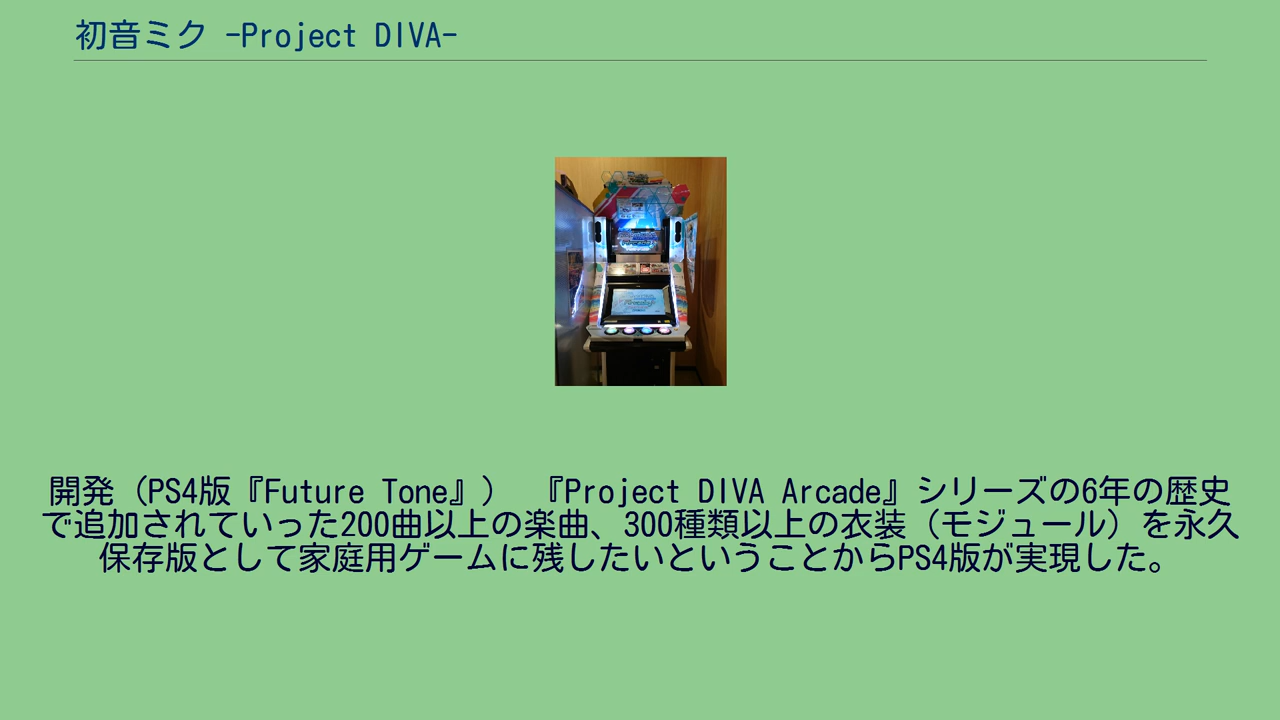 初音ミク -Project DIVA-
開発（PS4版『Future Tone』） 『Project DIVA Arcade』シリーズの6年の歴史
で追加されていった200曲以上の楽曲、300種類以上の衣装（モジュール）を永久
保存版として家庭用ゲームに残したいということからPS4版が実現した。